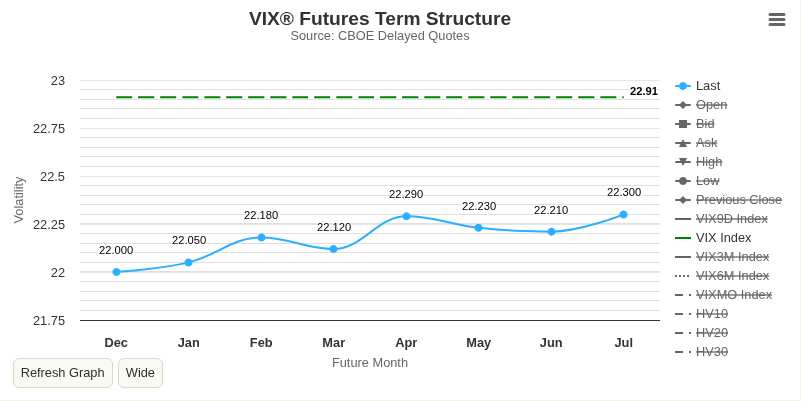 VIX® Futures Term Structure
Source: CBOE Delayed Quotes
Volatility
23
22.75
22.5
22.25
22
21.75
22.91
22.000
22.050
22.180
22.120
22.290
22.230
22.210
22.300
Dec Jan Feb Mar Apr May Jun Jul
Future Month
Last
Open
Bid
Ask
High
Low
Previous Close
VIX9D Index
VIX Index
VIX3M Index
VIX6M Index
VIXMO Index
HV10
HV20
HV30
Refresh Graph Wide